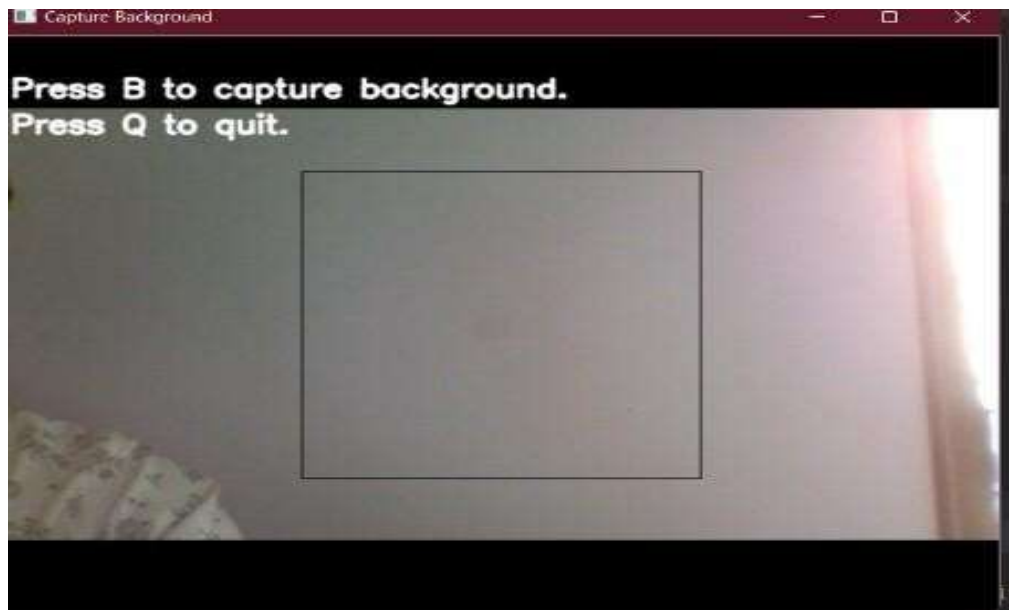 Capture Background
Press B to capture background.
Press Q to quit.